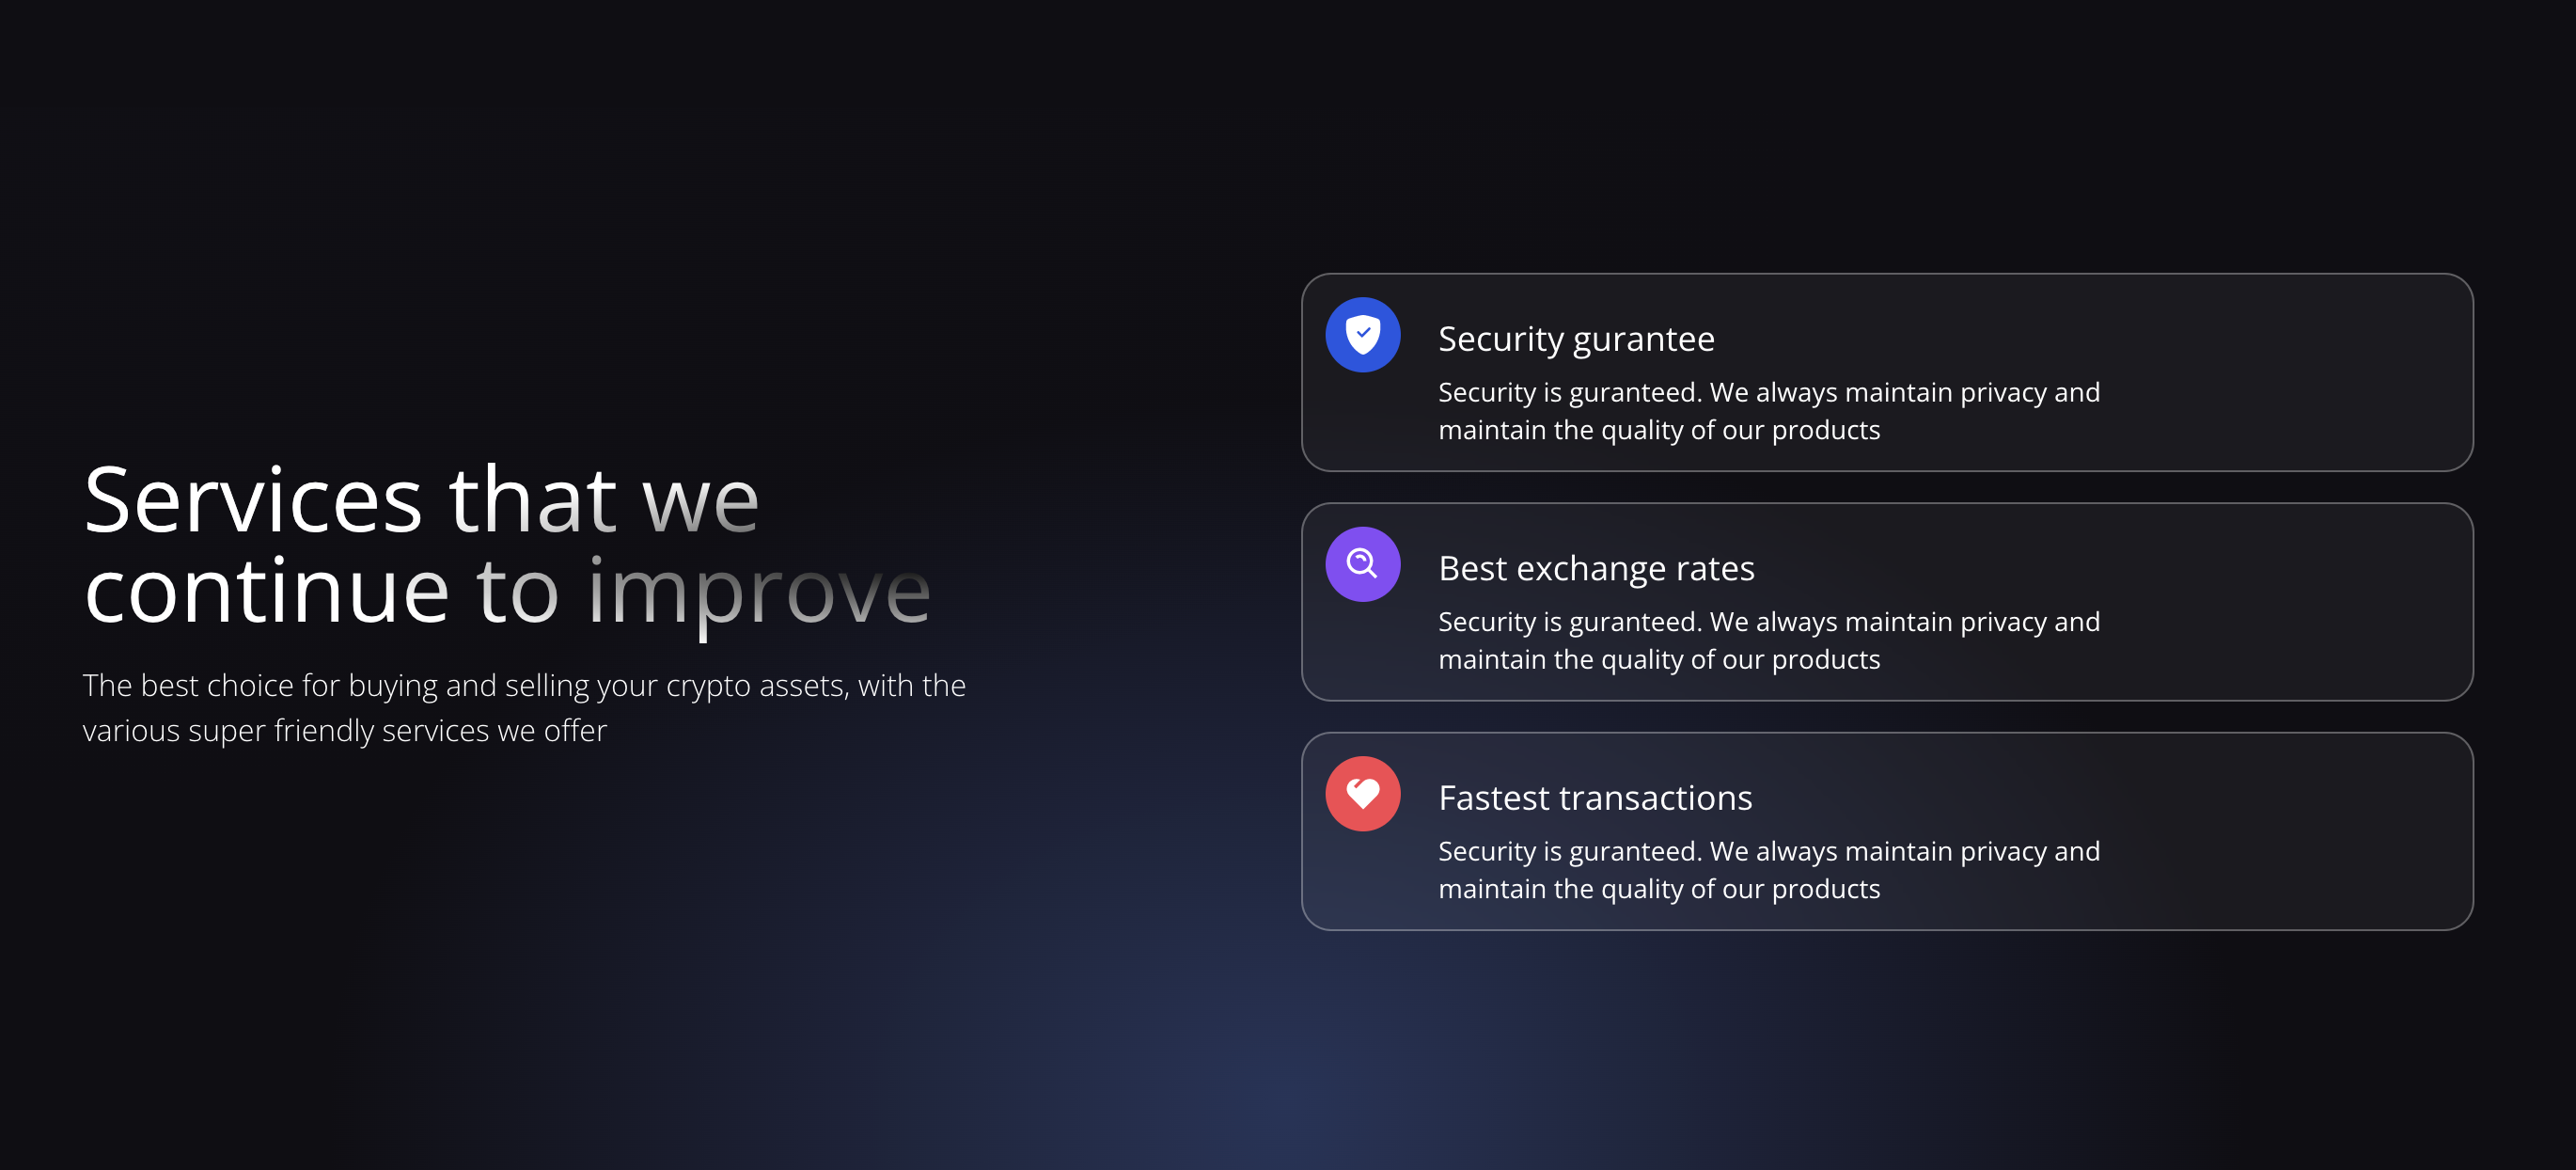 Services that we
continue to improve
The best choice for buying and selling your crypto assets, with the
various super friendly services we offer
Security gurantee
Security is guranteed. We always maintain privacy and
maintain the quality of our products
Best exchange rates
Security is guranteed. We always maintain privacy and
maintain the quality of our products
Fastest transactions
Security is guranteed. We always maintain privacy and
maintain the quality of our products